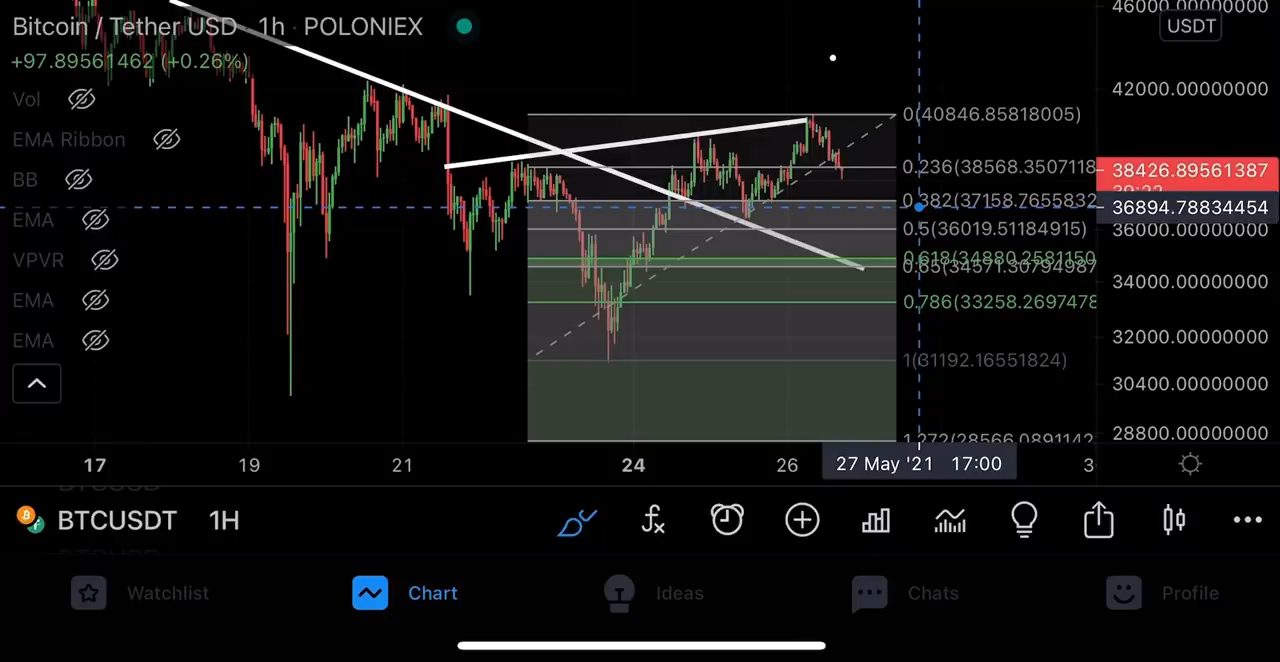 46000.00000000
Bitcoin / Tether USD · 1h · POLONIEX
USDT
+97.89561462 (+0.26%)
Vol
42000.00000000
0(40846.85818005)
EMA Ribbon
0.236(38568.3507118
38426.89561387
BB
0.382(37158.7655832
36894.78834454
EMA
0.5(36019.51184915)
36000.00000000
VPVR
0.618(34880.2581150
0.65(34571.30794987
34000.00000000
EMA
0.786(33258.2697478
32000.00000000
EMA
1(31192.16551824)
30400.00000000
1.272(28566.0891142
28800.00000000
17
19
21
24
26
27 May '21 17:00
3
BTCUSDT 1H
Watchlist
Chart
Ideas
Chats
Profile